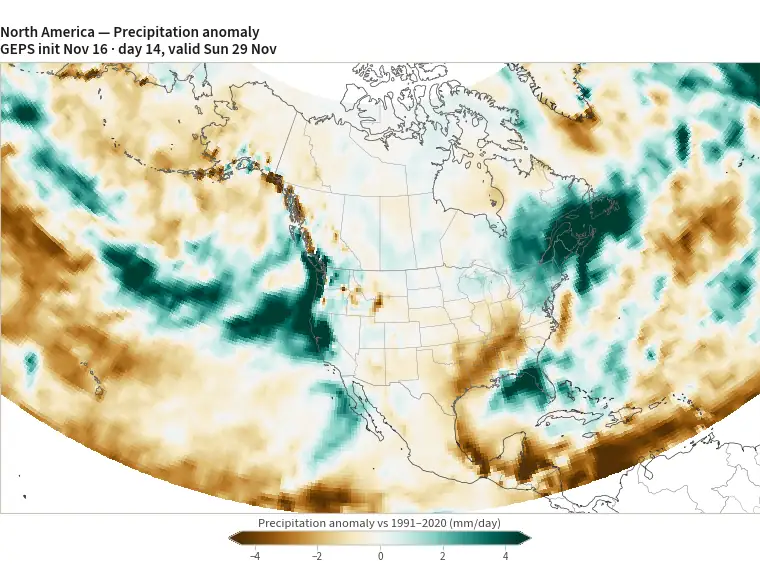 North America — Precipitation anomaly
GEPS init Nov 16 · day 14, valid Sun 29 Nov
Precipitation anomaly vs 1991–2020 (mm/day)
−4 −2 0 2 4